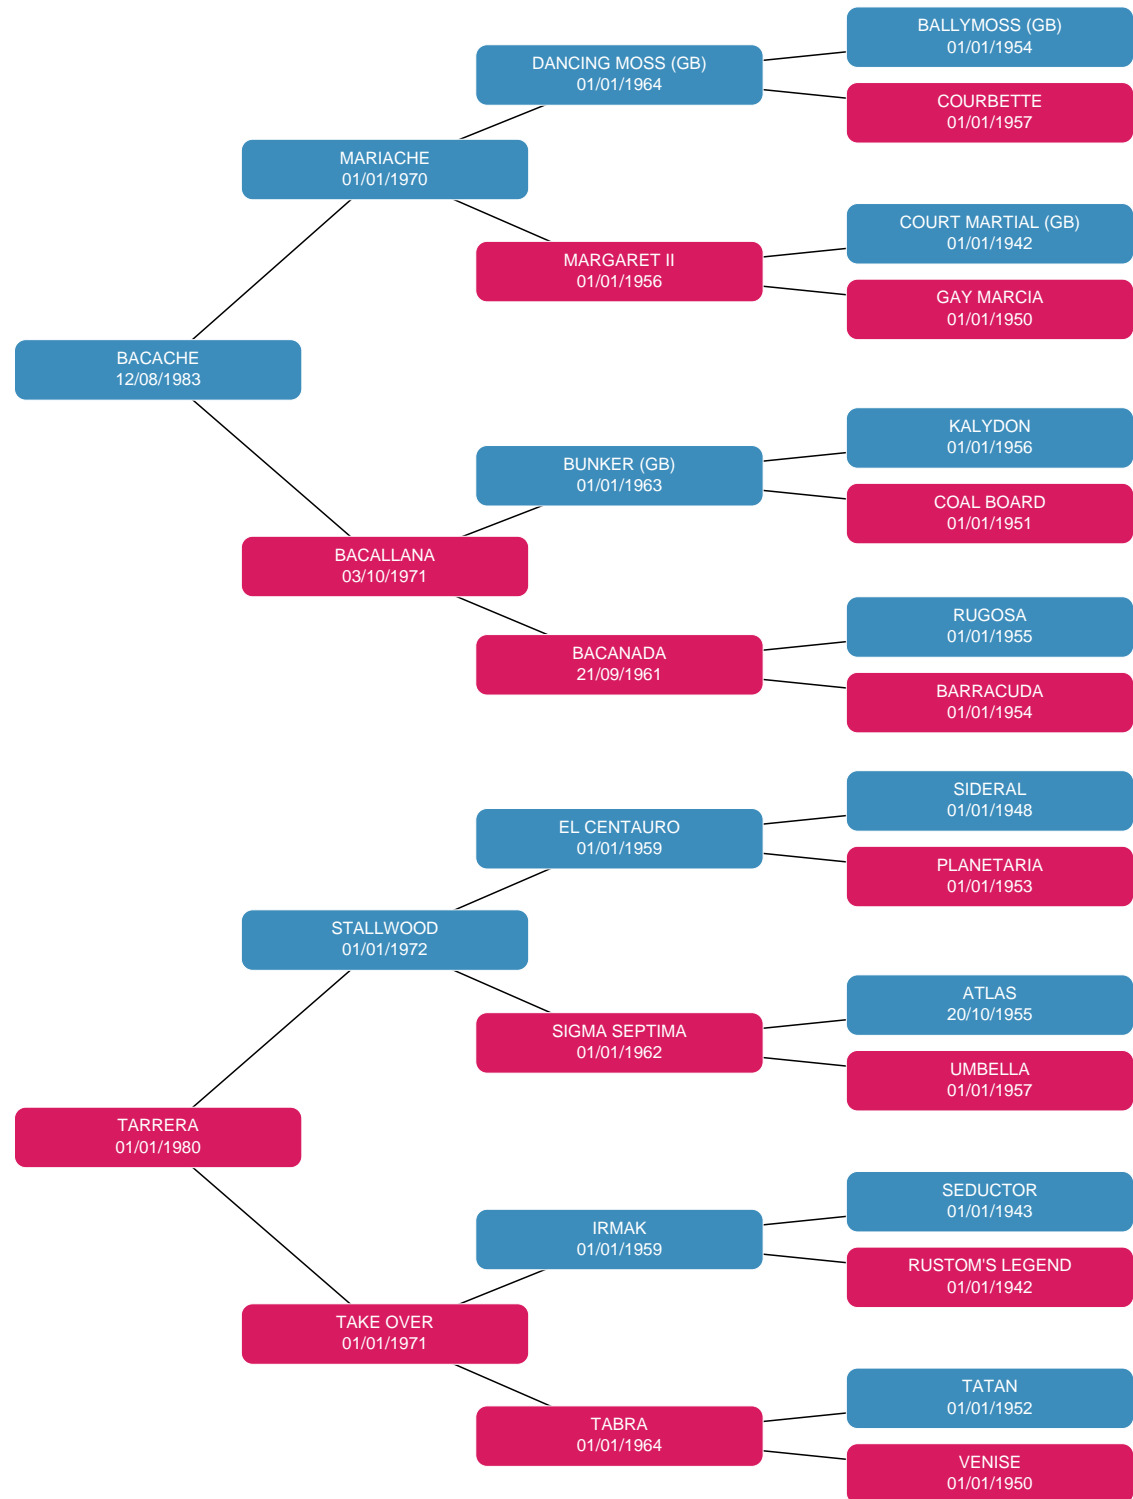 BALLYMOSS (GB)
01/01/1954
DANCING MOSS (GB)
01/01/1964
COURBETTE
01/01/1957
MARIACHE
01/01/1970
COURT MARTIAL (GB)
01/01/1942
MARGARET II
01/01/1956
GAY MARCIA
01/01/1950
BACACHE
12/08/1983
KALYDON
01/01/1956
BUNKER (GB)
01/01/1963
COAL BOARD
01/01/1951
BACALLANA
03/10/1971
RUGOSA
01/01/1955
BACANADA
21/09/1961
BARRACUDA
01/01/1954
SIDERAL
01/01/1948
EL CENTAURO
01/01/1959
PLANETARIA
01/01/1953
STALLWOOD
01/01/1972
ATLAS
20/10/1955
SIGMA SEPTIMA
01/01/1962
UMBELLA
01/01/1957
TARRERA
01/01/1980
SEDUCTOR
01/01/1943
IRMAK
01/01/1959
RUSTOM'S LEGEND
01/01/1942
TAKE OVER
01/01/1971
TATAN
01/01/1952
TABRA
01/01/1964
VENISE
01/01/1950